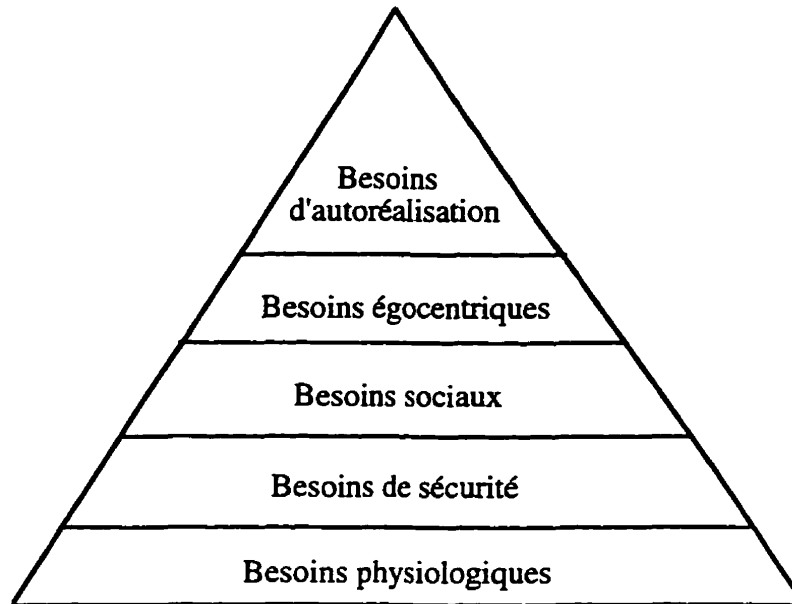 Besoins
d'autoréalisation
Besoins égocentriques
Besoins sociaux
Besoins de sécurité
Besoins physiologiques